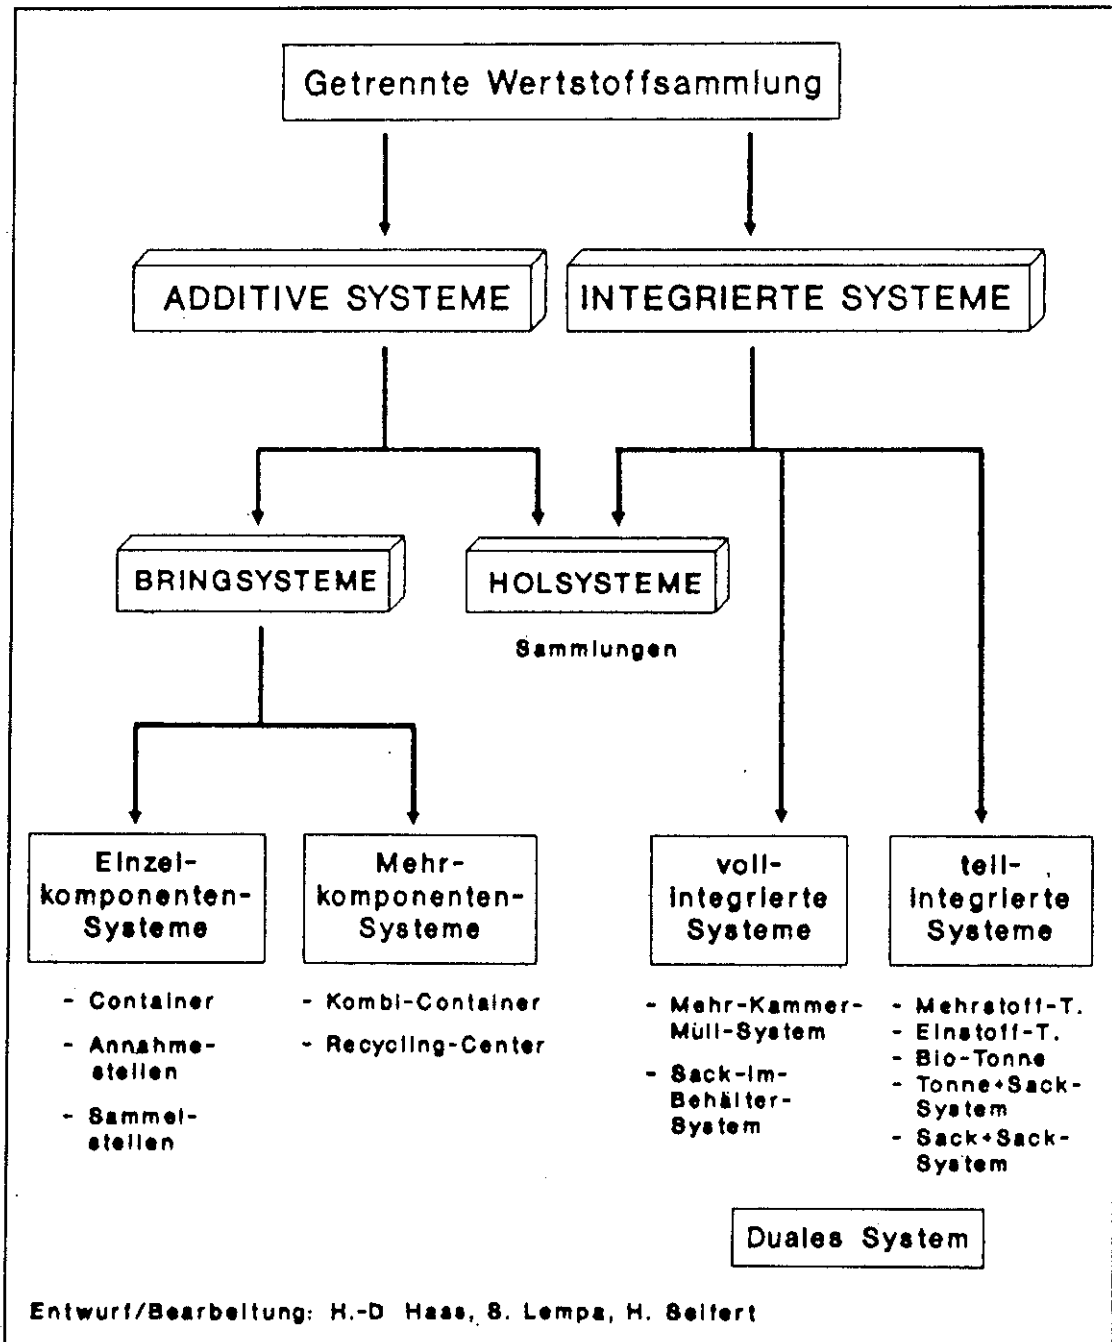 Getrennte Wertstoffsammlung
ADDITIVE SYSTEME
INTEGRIERTE SYSTEME
BRINGSYSTEME
HOLSYSTEME
Sammlungen
Einzel-
komponenten-
Systeme
- Container
- Annahme-
stellen
- Sammel-
stellen
Mehr-
komponenten-
Systeme
- Kombi-Container
- Recycling-Center
voll-
integrierte
Systeme
- Mehr-Kammer-
Müll-System
- Sack-im-
Behälter-
System
teil-
integrierte
Systeme
- Mehrstoff-T.
- Einstoff-T.
- Bio-Tonne
- Tonne+Sack-
System
- Sack+Sack-
System
Duales System
Entwurf/Bearbeitung: H.-D Haas, S. Lempa, H. Seifert